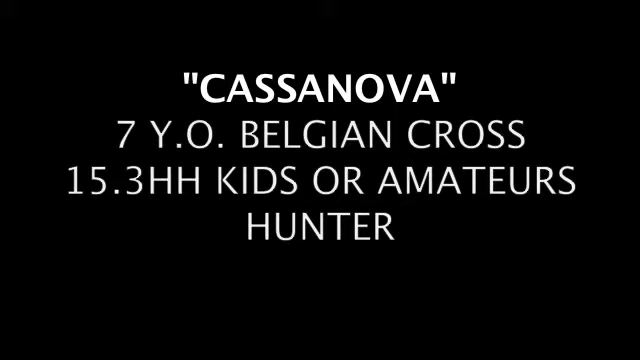 "CASSANOVA"
7 Y.O. BELGIAN CROSS
15.3HH KIDS OR AMATEURS
HUNTER